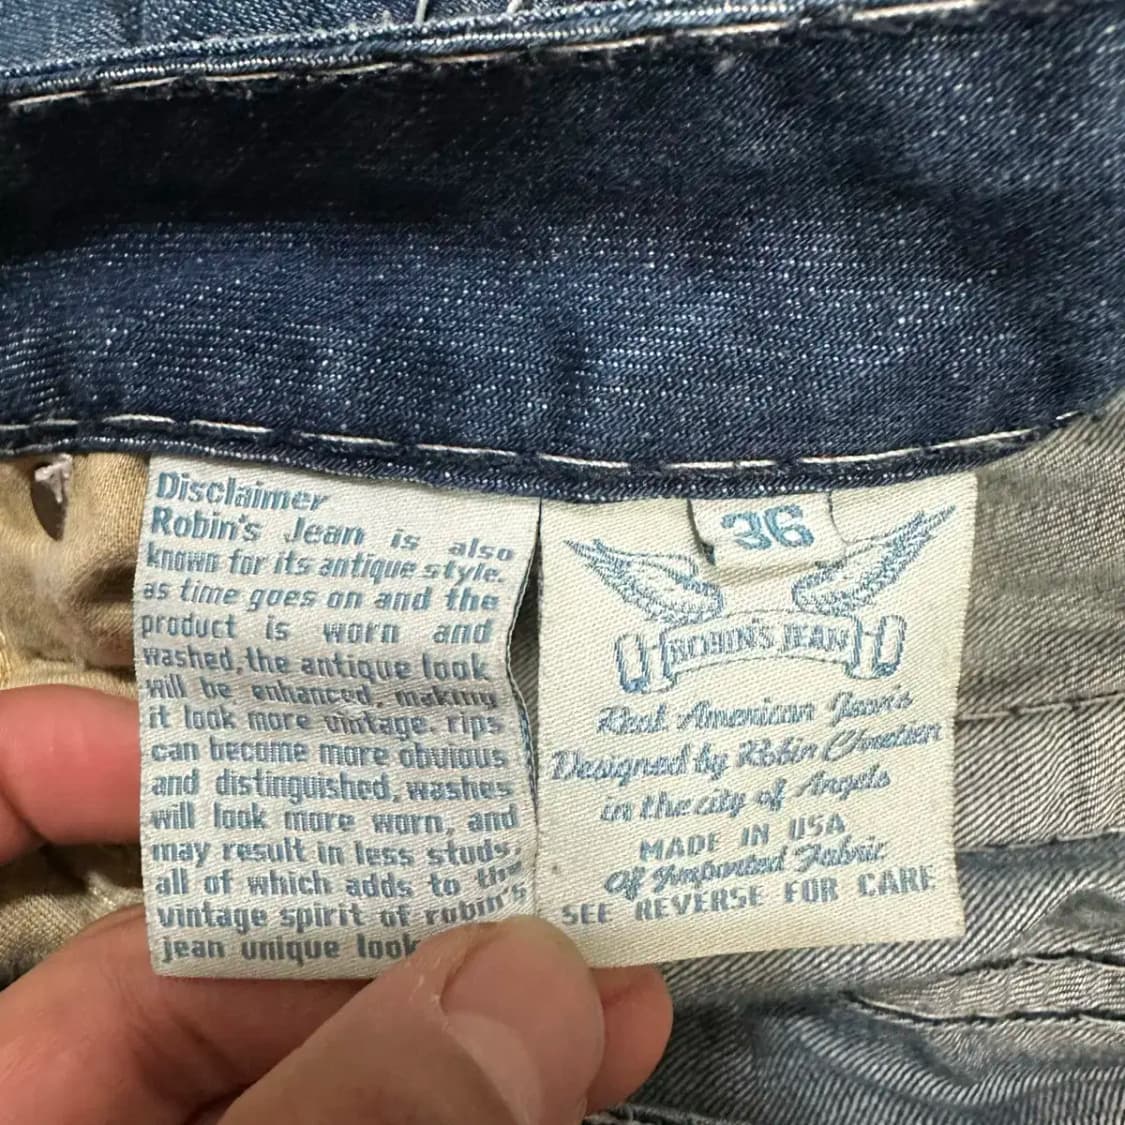 Disclaimer
Robin's Jean is also
known for its antique style.
as time goes on and the
product is worn and
washed, the antique look
will be enhanced, making
it look more vintage. rips
can become more obvious
and distinguished, washes
will look more worn, and
may result in less studs,
all of which adds to the
vintage spirit of robin's
jean unique look
36
ROBIN'S JEAN
Real American Jean's
Designed by Robin Chretien
in the city of Angels
MADE IN USA
Of Imported Fabric
SEE REVERSE FOR CARE